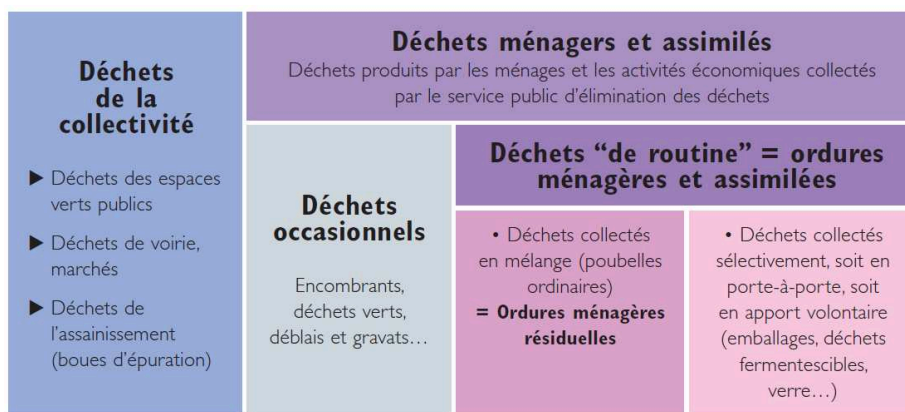 Déchets
de la
collectivité
▶ Déchets des espaces
verts publics
▶ Déchets de voirie,
marchés
▶ Déchets de
l'assainissement
(boues d'épuration)
Déchets ménagers et assimilés
Déchets produits par les ménages et les activités économiques collectés
par le service public d'élimination des déchets
Déchets
occasionnels
Encombrants,
déchets verts,
déblais et gravats…
Déchets “de routine” = ordures
ménagères et assimilées
• Déchets collectés
en mélange (poubelles
ordinaires)
= Ordures ménagères
résiduelles
• Déchets collectés
sélectivement, soit en
porte-à-porte, soit
en apport volontaire
(emballages, déchets
fermentescibles,
verre…)